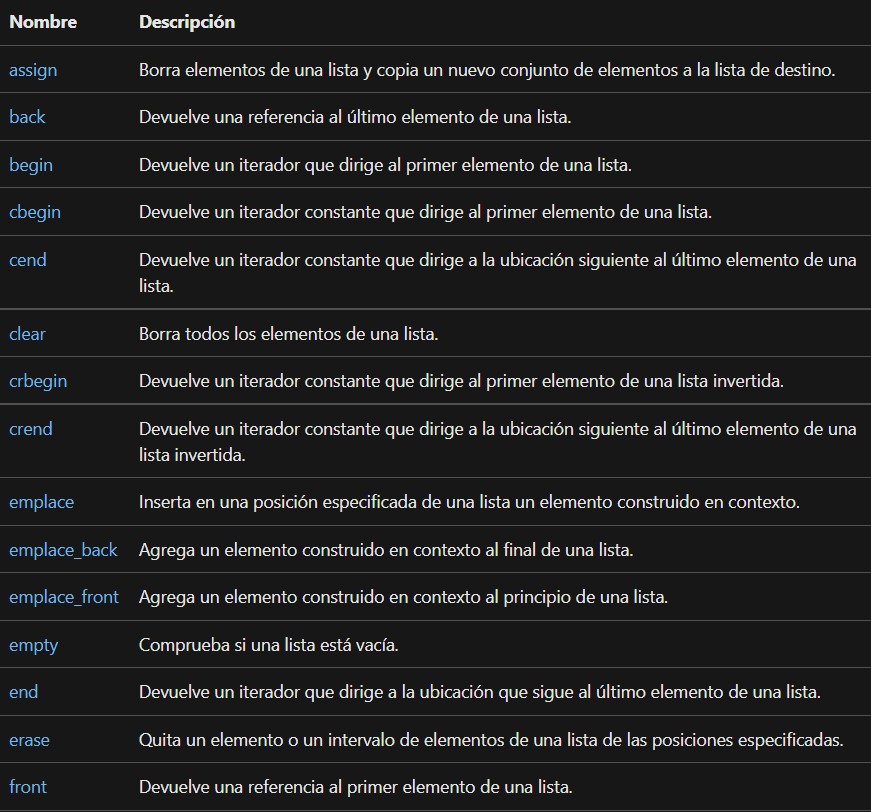 Nombre Descripción
assign Borra elementos de una lista y copia un nuevo conjunto de elementos a la lista de destino.
back Devuelve una referencia al último elemento de una lista.
begin Devuelve un iterador que dirige al primer elemento de una lista.
cbegin Devuelve un iterador constante que dirige al primer elemento de una lista.
cend Devuelve un iterador constante que dirige a la ubicación siguiente al último elemento de una
lista.
clear Borra todos los elementos de una lista.
crbegin Devuelve un iterador constante que dirige al primer elemento de una lista invertida.
crend Devuelve un iterador constante que dirige a la ubicación siguiente al último elemento de una
lista invertida.
emplace Inserta en una posición especificada de una lista un elemento construido en contexto.
emplace_back Agrega un elemento construido en contexto al final de una lista.
emplace_front Agrega un elemento construido en contexto al principio de una lista.
empty Comprueba si una lista está vacía.
end Devuelve un iterador que dirige a la ubicación que sigue al último elemento de una lista.
erase Quita un elemento o un intervalo de elementos de una lista de las posiciones especificadas.
front Devuelve una referencia al primer elemento de una lista.